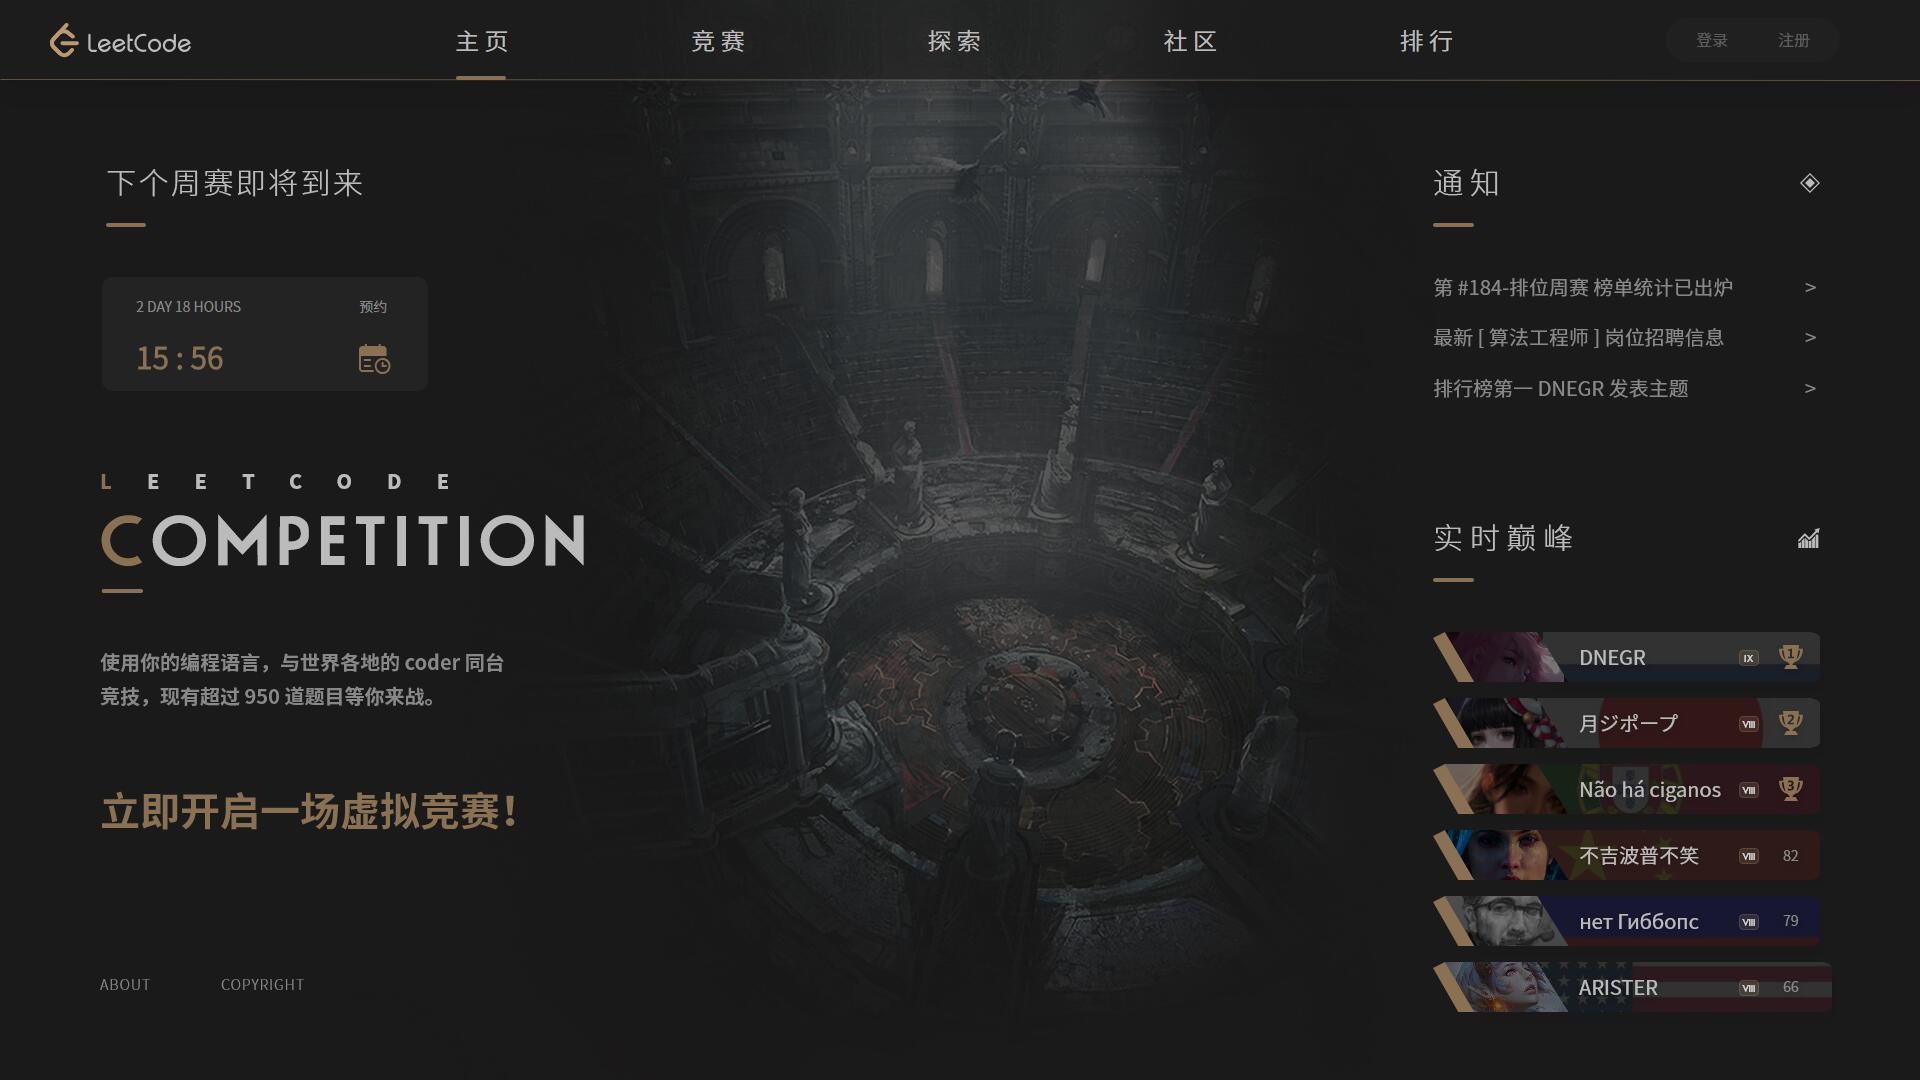 LeetCode
主页
竞赛
探索
社区
排行
登录
注册
下个周赛即将到来
2 DAY 18 HOURS
预约
15 : 56
LEETCODE
COMPETITION
使用你的编程语言，与世界各地的 coder 同台
竞技，现有超过 950 道题目等你来战。
立即开启一场虚拟竞赛！
ABOUT
COPYRIGHT
通知
第 #184-排位周赛 榜单统计已出炉 >
最新 [ 算法工程师 ] 岗位招聘信息 >
排行榜第一 DNEGR 发表主题 >
实时巅峰
DNEGR IX 1
月ジポープ VIII 2
Não há ciganos VIII 3
不吉波普不笑 VIII 82
нет Гиббопс VIII 79
ARISTER VIII 66